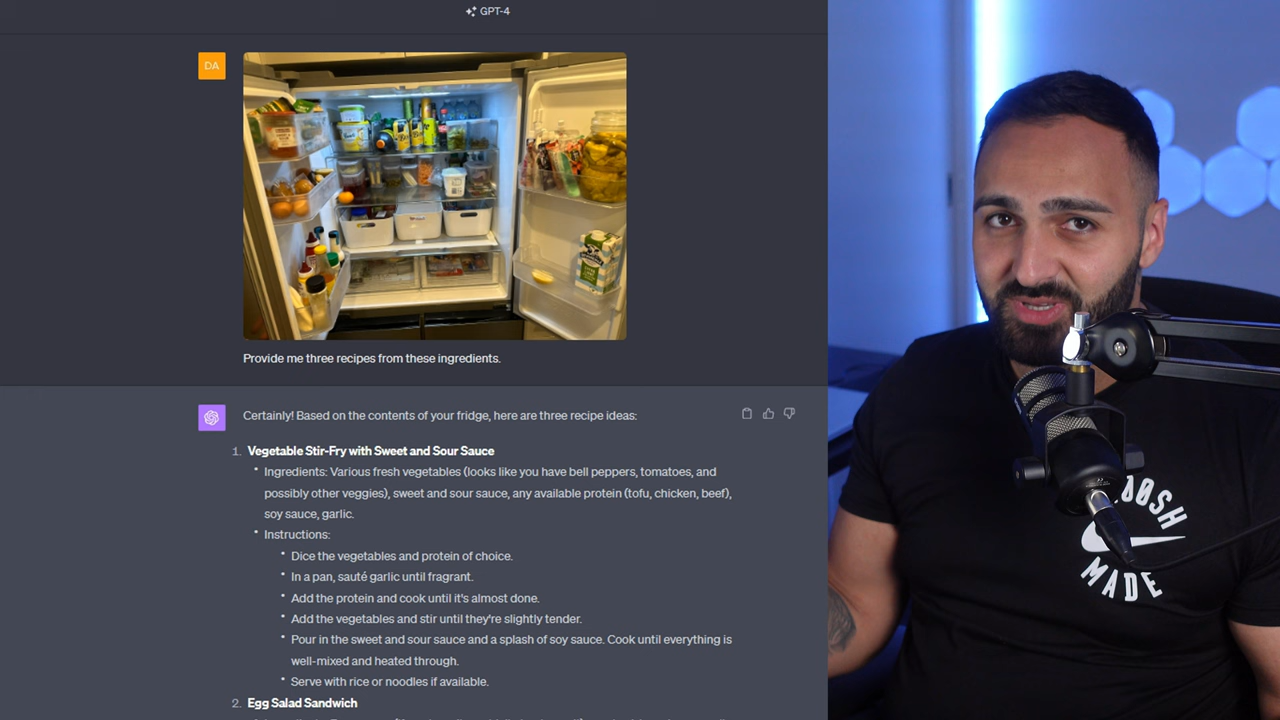 GPT-4
DA
Provide me three recipes from these ingredients.
Certainly! Based on the contents of your fridge, here are three recipe ideas:
1. Vegetable Stir-Fry with Sweet and Sour Sauce
• Ingredients: Various fresh vegetables (looks like you have bell peppers, tomatoes, and
possibly other veggies), sweet and sour sauce, any available protein (tofu, chicken, beef),
soy sauce, garlic.
• Instructions:
• Dice the vegetables and protein of choice.
• In a pan, sauté garlic until fragrant.
• Add the protein and cook until it's almost done.
• Add the vegetables and stir until they're slightly tender.
• Pour in the sweet and sour sauce and a splash of soy sauce. Cook until everything is
well-mixed and heated through.
• Serve with rice or noodles if available.
2. Egg Salad Sandwich
MADE